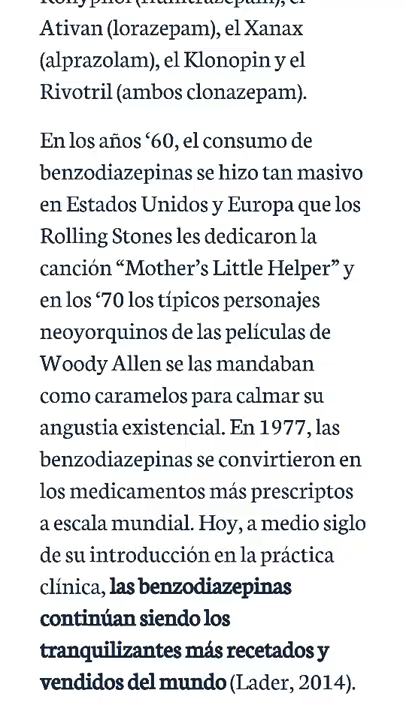 Rohypnol (flunitrazepam), el
Ativan (lorazepam), el Xanax
(alprazolam), el Klonopin y el
Rivotril (ambos clonazepam).
En los años ‘60, el consumo de
benzodiazepinas se hizo tan masivo
en Estados Unidos y Europa que los
Rolling Stones les dedicaron la
canción “Mother’s Little Helper” y
en los ‘70 los típicos personajes
neoyorquinos de las películas de
Woody Allen se las mandaban
como caramelos para calmar su
angustia existencial. En 1977, las
benzodiazepinas se convirtieron en
los medicamentos más prescriptos
a escala mundial. Hoy, a medio siglo
de su introducción en la práctica
clínica, las benzodiazepinas
continúan siendo los
tranquilizantes más recetados y
vendidos del mundo (Lader, 2014).